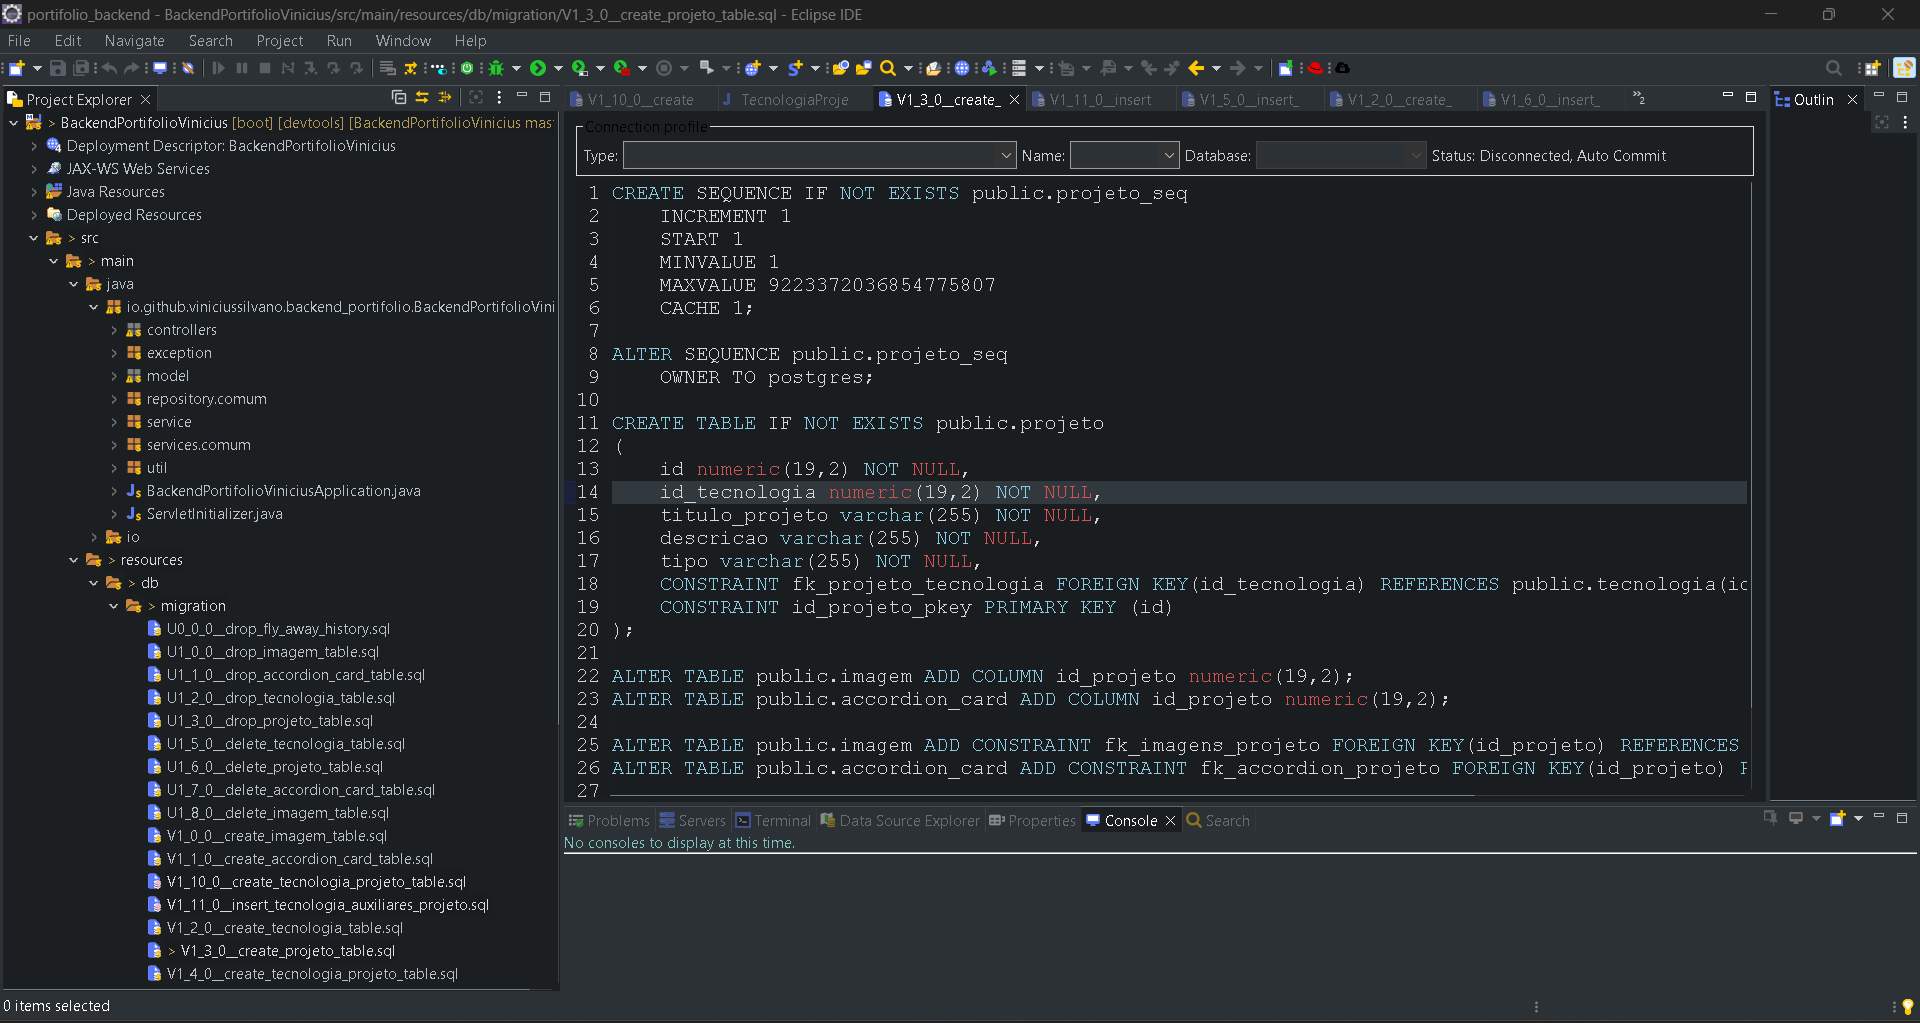 portifolio_backend - BackendPortifolioVinicius/src/main/resources/db/migration/V1_3_0__create_projeto_table.sql - Eclipse IDE
File Edit Navigate Search Project Run Window Help
Project Explorer
> BackendPortifolioVinicius [boot] [devtools] [BackendPortifolioVinicius mas
Deployment Descriptor: BackendPortifolioVinicius
JAX-WS Web Services
Java Resources
Deployed Resources
> src
> main
java
io.github.viniciussilvano.backend_portifolio.BackendPortifolioVini
controllers
exception
model
repository.comum
service
services.comum
util
BackendPortifolioViniciusApplication.java
ServletInitializer.java
io
> resources
> db
> migration
U0_0_0__drop_fly_away_history.sql
U1_0_0__drop_imagem_table.sql
U1_1_0__drop_accordion_card_table.sql
U1_2_0__drop_tecnologia_table.sql
U1_3_0__drop_projeto_table.sql
U1_5_0__delete_tecnologia_table.sql
U1_6_0__delete_projeto_table.sql
U1_7_0__delete_accordion_card_table.sql
U1_8_0__delete_imagem_table.sql
V1_0_0__create_imagem_table.sql
V1_1_0__create_accordion_card_table.sql
V1_10_0__create_tecnologia_projeto_table.sql
V1_11_0__insert_tecnologia_auxiliares_projeto.sql
V1_2_0__create_tecnologia_table.sql
> V1_3_0__create_projeto_table.sql
V1_4_0__create_tecnologia_projeto_table.sql
0 items selected
V1_10_0__create TecnologiaProje V1_3_0__create_ V1_11_0__insert V1_5_0__insert_ V1_2_0__create_ V1_6_0__insert_ »2
Connection profile
Type: Name: Database: Status: Disconnected, Auto Commit
1 CREATE SEQUENCE IF NOT EXISTS public.projeto_seq
2 INCREMENT 1
3 START 1
4 MINVALUE 1
5 MAXVALUE 9223372036854775807
6 CACHE 1;
7
8 ALTER SEQUENCE public.projeto_seq
9 OWNER TO postgres;
10
11 CREATE TABLE IF NOT EXISTS public.projeto
12 (
13 id numeric(19,2) NOT NULL,
14 id_tecnologia numeric(19,2) NOT NULL,
15 titulo_projeto varchar(255) NOT NULL,
16 descricao varchar(255) NOT NULL,
17 tipo varchar(255) NOT NULL,
18 CONSTRAINT fk_projeto_tecnologia FOREIGN KEY(id_tecnologia) REFERENCES public.tecnologia(id
19 CONSTRAINT id_projeto_pkey PRIMARY KEY (id)
20 );
21
22 ALTER TABLE public.imagem ADD COLUMN id_projeto numeric(19,2);
23 ALTER TABLE public.accordion_card ADD COLUMN id_projeto numeric(19,2);
24
25 ALTER TABLE public.imagem ADD CONSTRAINT fk_imagens_projeto FOREIGN KEY(id_projeto) REFERENCES
26 ALTER TABLE public.accordion_card ADD CONSTRAINT fk_accordion_projeto FOREIGN KEY(id_projeto)
27
Problems Servers Terminal Data Source Explorer Properties Console Search
No consoles to display at this time.
Outlin